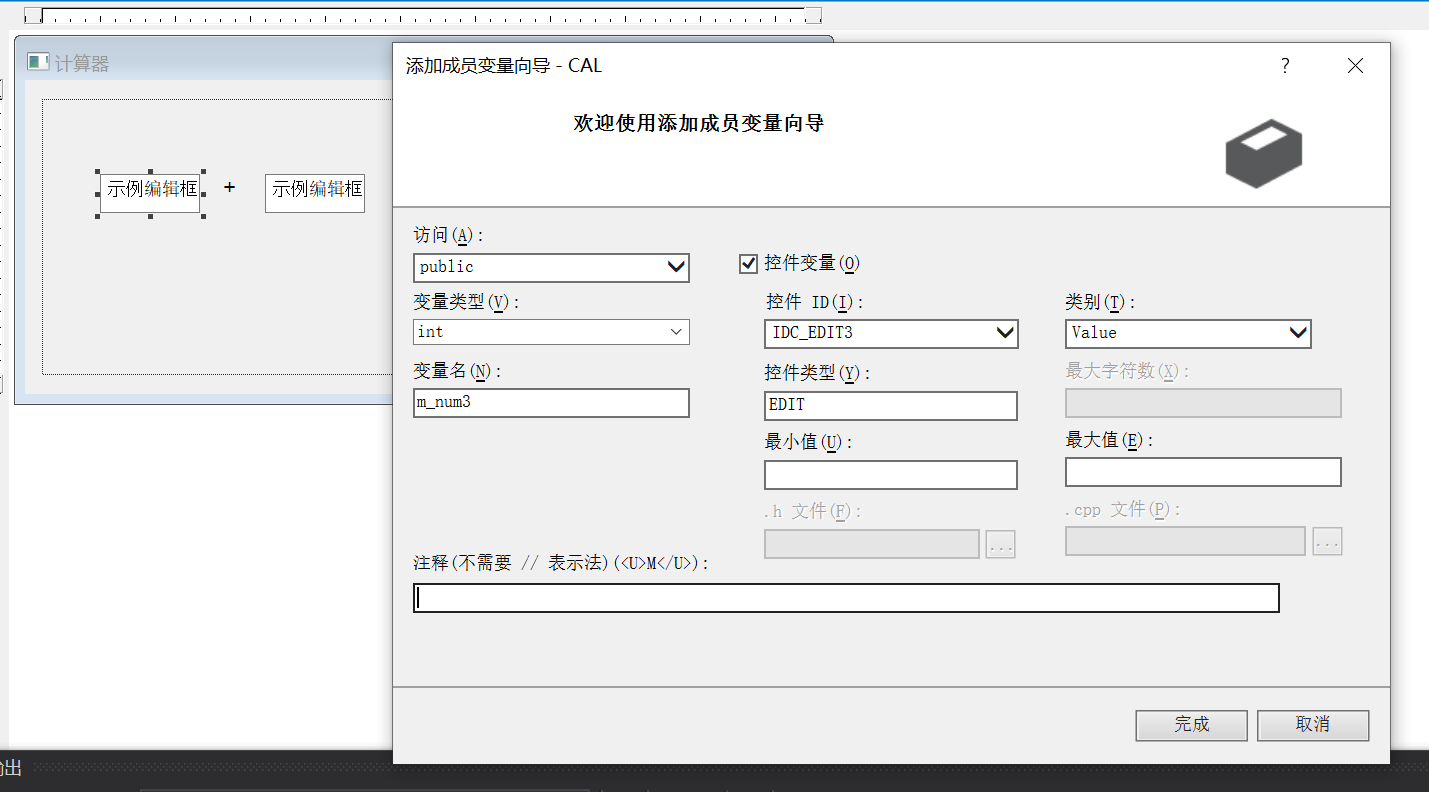 计算器
示例编辑框
+
示例编辑框
添加成员变量向导 - CAL
?
欢迎使用添加成员变量向导
访问(A):
public
控件变量(O)
变量类型(V):
int
控件 ID(I):
IDC_EDIT3
类别(T):
Value
变量名(N):
m_num3
控件类型(Y):
EDIT
最大字符数(X):
最小值(U):
最大值(E):
.h 文件(F):
...
.cpp 文件(P):
...
注释(不需要 // 表示法)(<U>M</U>):
完成
取消
出